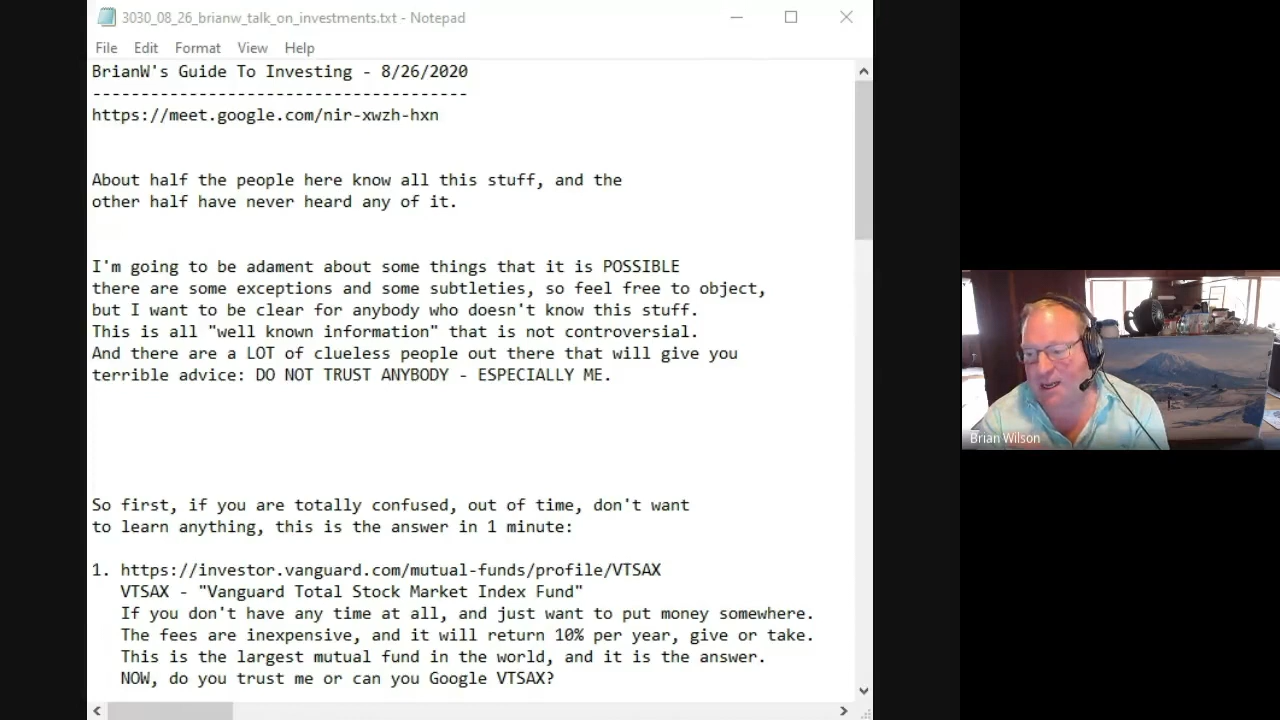 3030_08_26_brianw_talk_on_investments.txt - Notepad
File Edit Format View Help
BrianW's Guide To Investing - 8/26/2020
---------------------------------------
https://meet.google.com/nir-xwzh-hxn
About half the people here know all this stuff, and the
other half have never heard any of it.
I'm going to be adament about some things that it is POSSIBLE
there are some exceptions and some subtleties, so feel free to object,
but I want to be clear for anybody who doesn't know this stuff.
This is all "well known information" that is not controversial.
And there are a LOT of clueless people out there that will give you
terrible advice: DO NOT TRUST ANYBODY - ESPECIALLY ME.
So first, if you are totally confused, out of time, don't want
to learn anything, this is the answer in 1 minute:
1. https://investor.vanguard.com/mutual-funds/profile/VTSAX
VTSAX - "Vanguard Total Stock Market Index Fund"
If you don't have any time at all, and just want to put money somewhere.
The fees are inexpensive, and it will return 10% per year, give or take.
This is the largest mutual fund in the world, and it is the answer.
NOW, do you trust me or can you Google VTSAX?
Brian Wilson